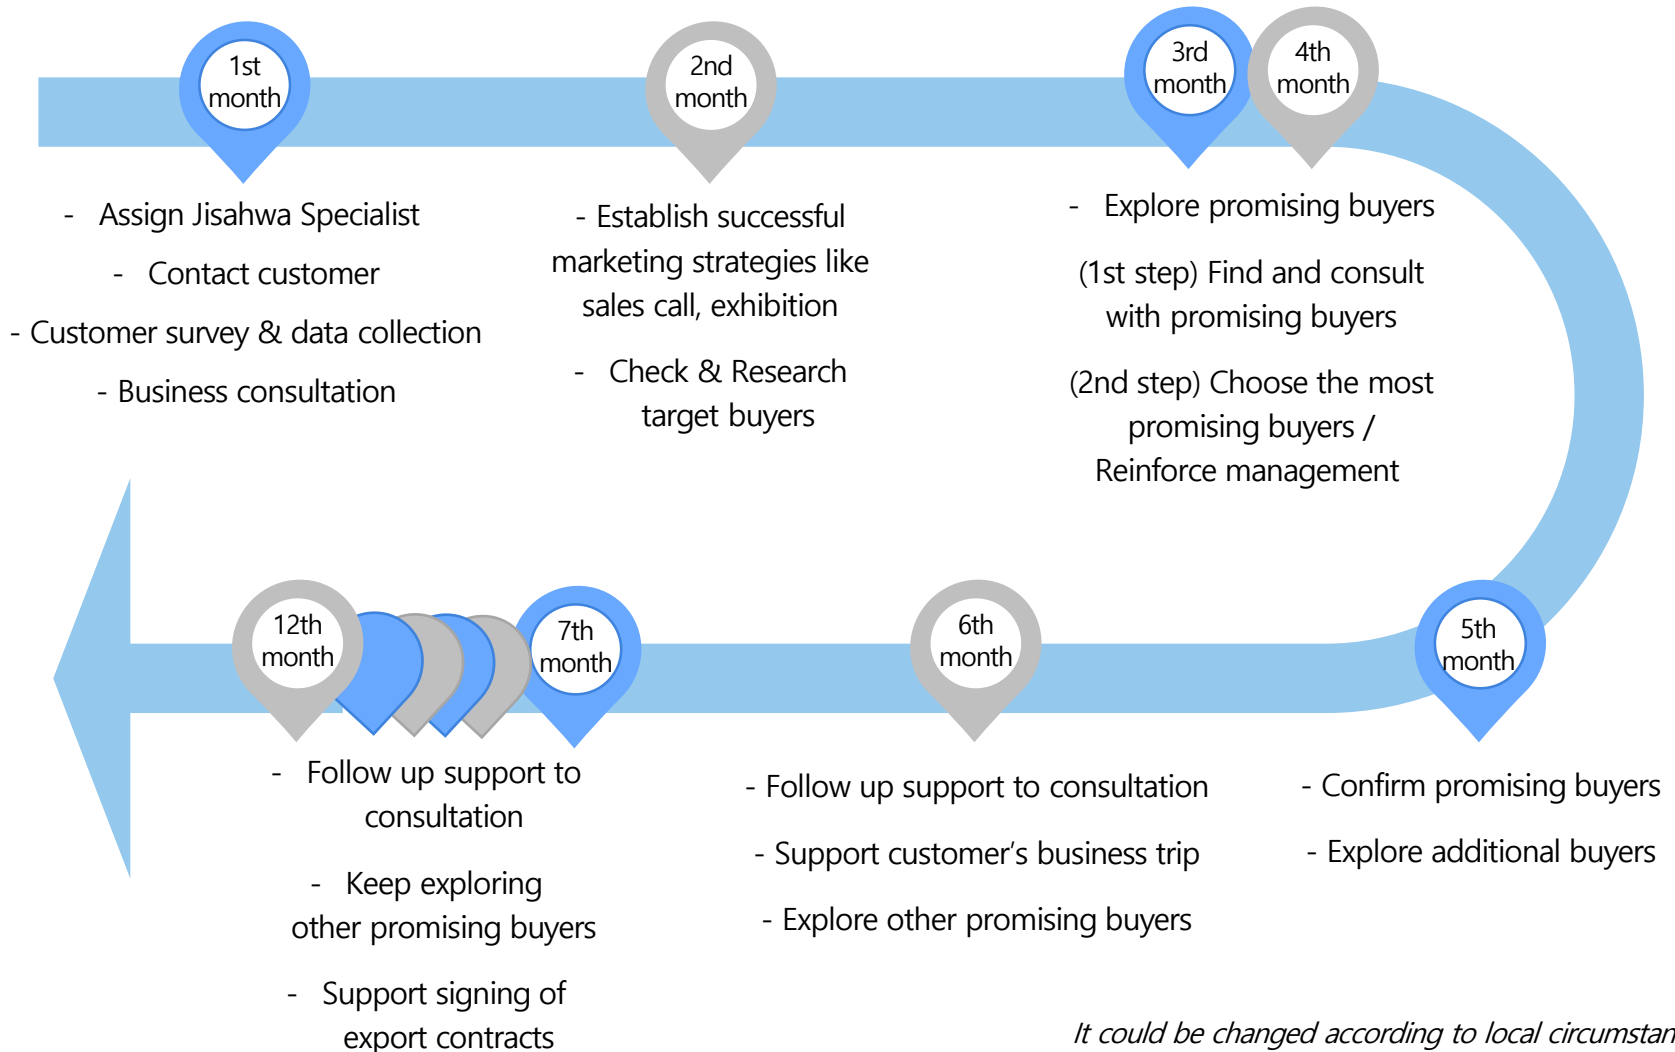 1st
month
2nd
month
3rd
month
4th
month
- Assign Jisahwa Specialist
- Contact customer
- Customer survey & data collection
- Business consultation
- Establish successful
marketing strategies like
sales call, exhibition
- Check & Research
target buyers
- Explore promising buyers
(1st step) Find and consult
with promising buyers
(2nd step) Choose the most
promising buyers /
Reinforce management
5th
month
6th
month
7th
month
12th
month
- Confirm promising buyers
- Explore additional buyers
- Follow up support to consultation
- Support customer's business trip
- Explore other promising buyers
- Follow up support to
consultation
- Keep exploring
other promising buyers
- Support signing of
export contracts
It could be changed according to local